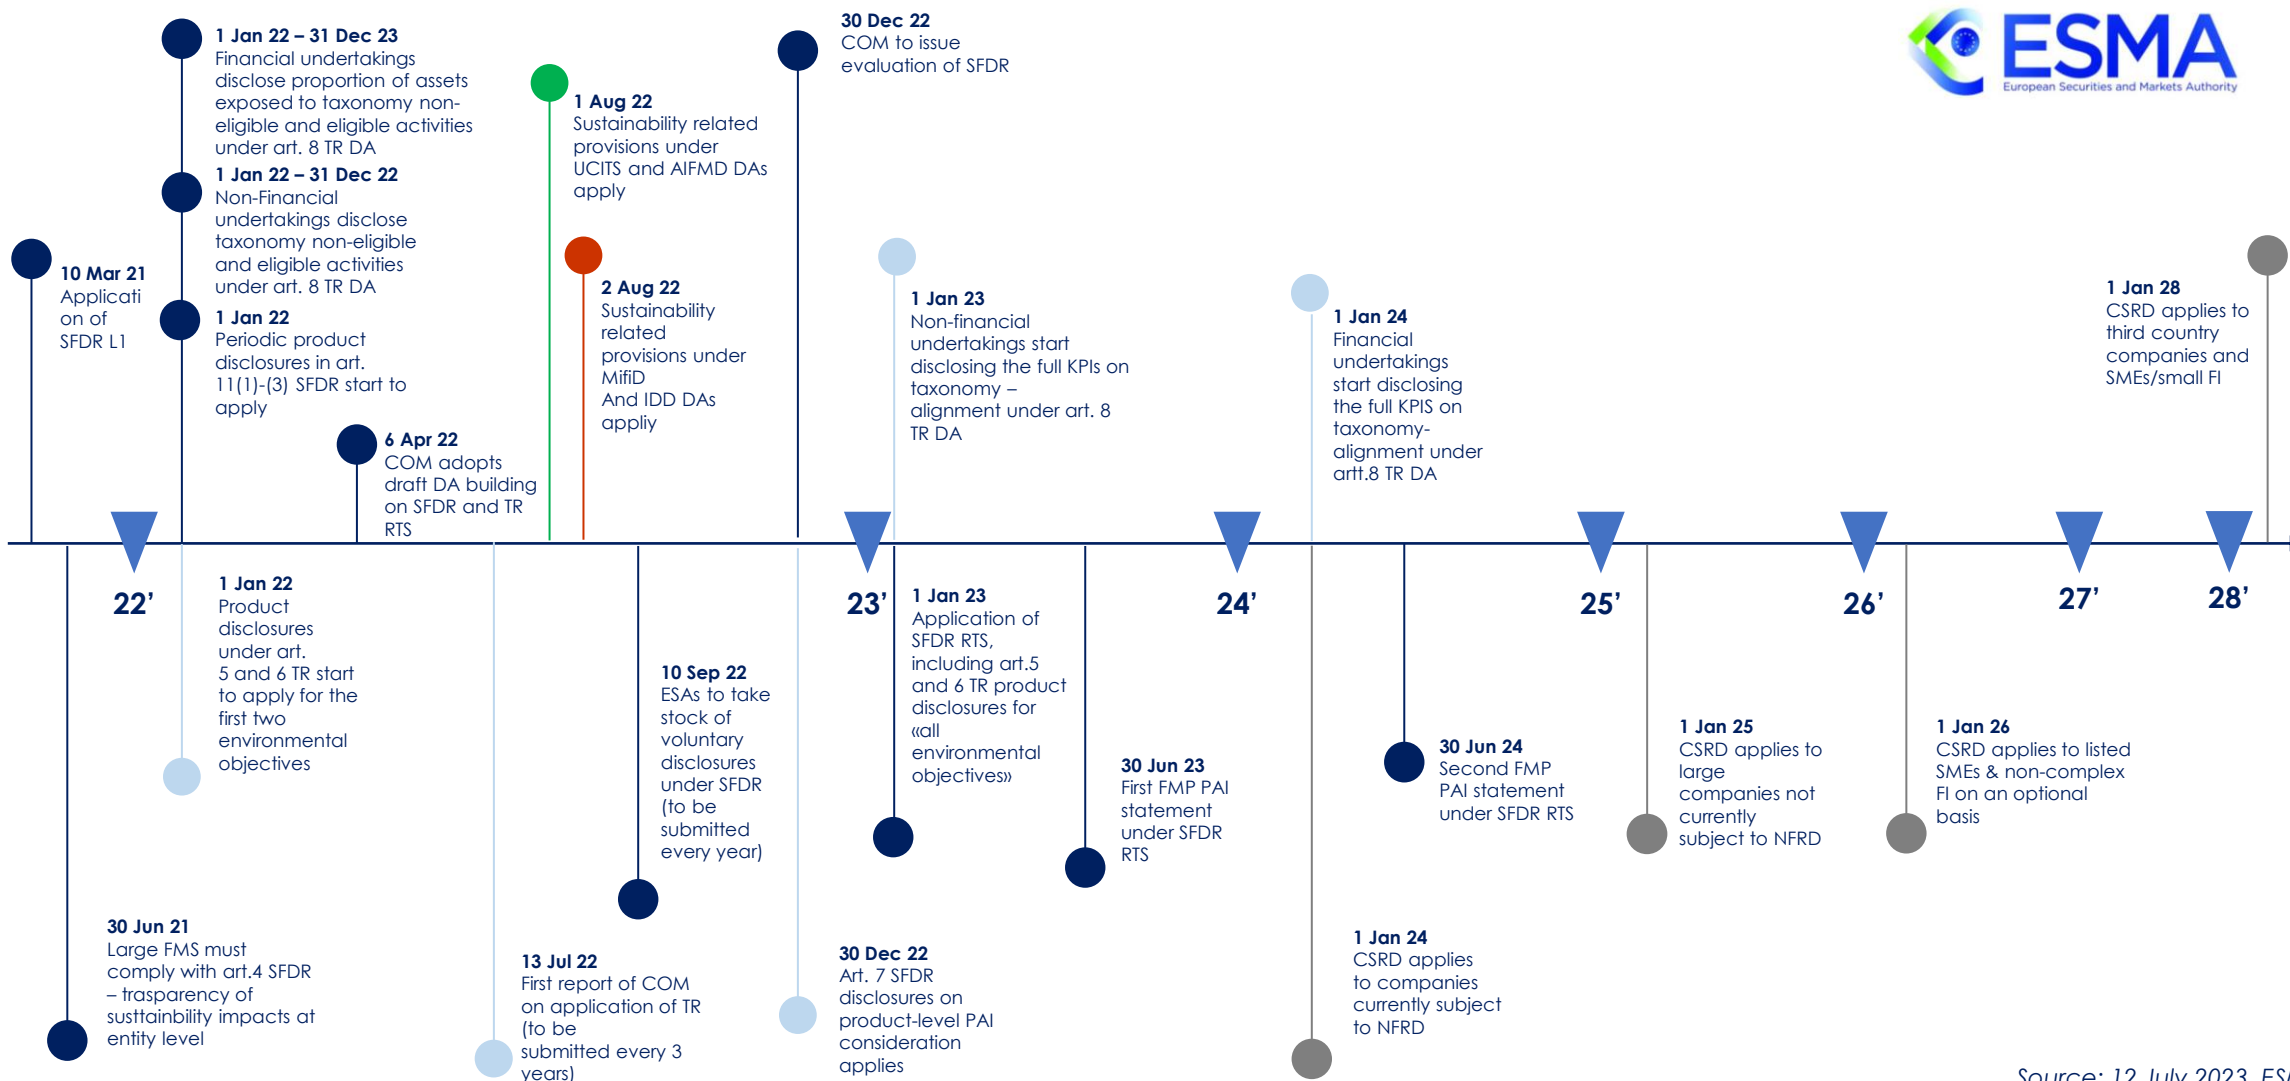 ESMA
European Securities and Markets Authority
1 Jan 22 – 31 Dec 23
Financial undertakings
disclose proportion of assets
exposed to taxonomy non-
eligible and eligible activities
under art. 8 TR DA
1 Jan 22 – 31 Dec 22
Non-Financial
undertakings disclose
taxonomy non-eligible
and eligible activities
under art. 8 TR DA
1 Jan 22
Periodic product
disclosures in art.
11(1)-(3) SFDR start to
apply
10 Mar 21
Applicati
on of
SFDR L1
6 Apr 22
COM adopts
draft DA building
on SFDR and TR
RTS
1 Aug 22
Sustainability related
provisions under
UCITS and AIFMD DAs
apply
2 Aug 22
Sustainability
related
provisions under
MifiD
And IDD DAs
appliy
30 Dec 22
COM to issue
evaluation of SFDR
1 Jan 23
Non-financial
undertakings start
disclosing the full KPIs on
taxonomy –
alignment under art. 8
TR DA
1 Jan 24
Financial
undertakings
start disclosing
the full KPIS on
taxonomy-
alignment under
artt.8 TR DA
1 Jan 28
CSRD applies to
third country
companies and
SMEs/small FI
22’
23’
24’
25’
26’
27’
28’
30 Jun 21
Large FMS must
comply with art.4 SFDR
– trasparency of
susttainbility impacts at
entity level
1 Jan 22
Product
disclosures
under art.
5 and 6 TR start
to apply for the
first two
environmental
objectives
13 Jul 22
First report of COM
on application of TR
(to be
submitted every 3
years)
10 Sep 22
ESAs to take
stock of
voluntary
disclosures
under SFDR
(to be
submitted
every year)
30 Dec 22
Art. 7 SFDR
disclosures on
product-level PAI
consideration
applies
1 Jan 23
Application of
SFDR RTS,
including art.5
and 6 TR product
disclosures for
«all
environmental
objectives»
30 Jun 23
First FMP PAI
statement
under SFDR
RTS
1 Jan 24
CSRD applies
to companies
currently subject
to NFRD
30 Jun 24
Second FMP
PAI statement
under SFDR RTS
1 Jan 25
CSRD applies to
large
companies not
currently
subject to NFRD
1 Jan 26
CSRD applies to listed
SMEs & non-complex
FI on an optional
basis
Source: 12 July 2023, ES